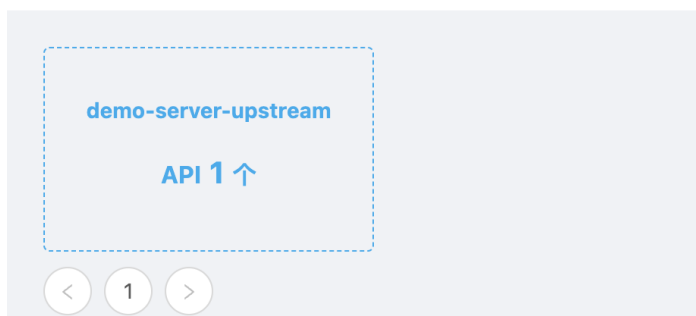 demo-server-upstream
API 1 个
1